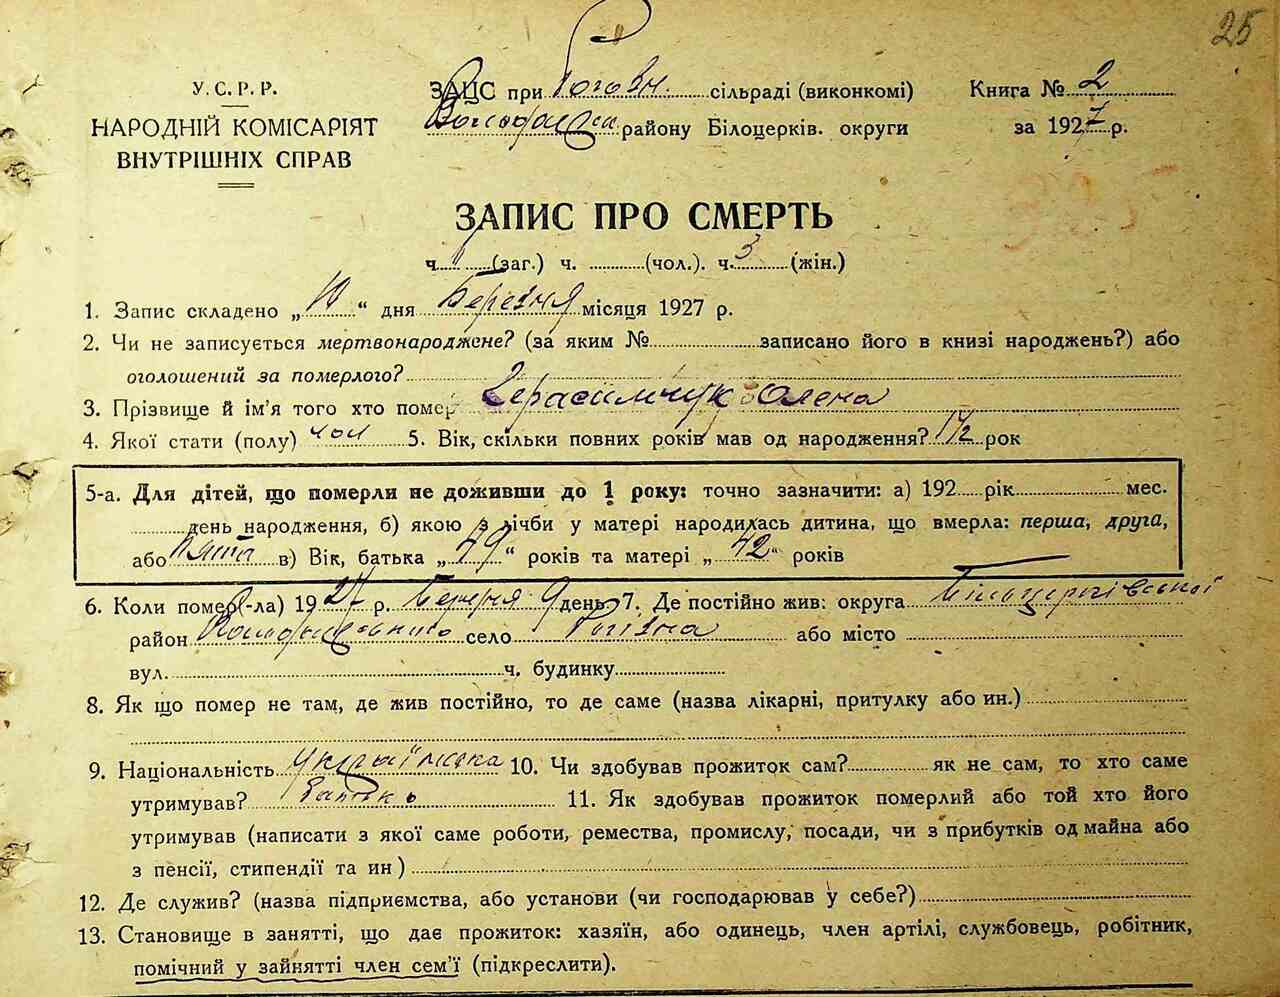 25
У. С. Р. Р.
НАРОДНІЙ КОМІСАРІЯТ
ВНУТРІШНІХ СПРАВ
ЗАЦС при Рогозн. сільраді (виконкомі)
району Білоцерків. округи
Книга № 2
за 1927 р.
ЗАПИС ПРО СМЕРТЬ
ч. (заг.) ч. (чол.). ч. 3 (жін.)
1. Запис складено „10“ дня Березня місяця 1927 р.
2. Чи не записується мертвонароджене? (за яким № записано його в книзі народжень?) або
оголошений за померлого?
3. Прізвище й ім'я того хто помер Герасимчук Олена
4. Якої стати (полу) чол 5. Вік, скільки повних років мав од народження? 1½ рок
5-а. Для дітей, що померли не доживши до 1 року: точно зазначити: а) 192 рік мес.
день народження, б) якою з лічби у матері народилась дитина, що вмерла: перша, друга,
або пята в) Вік, батька „49“ років та матері „42“ років
6. Коли помер(-ла) 1927 р. Березня 9 день 7. Де постійно жив: округа Білоцерківської
район село або місто
вул. ч. будинку
8. Як що помер не там, де жив постійно, то де саме (назва лікарні, притулку або ин.)
9. Національність Українська 10. Чи здобував прожиток сам? як не сам, то хто саме
утримував? Батько 11. Як здобував прожиток померлий або той хто його
утримував (написати з якої саме роботи, ремества, промислу, посади, чи з прибутків од майна або
з пенсії, стипендії та ин)
12. Де служив? (назва підприємства, або установи (чи господарював у себе?)
13. Становище в занятті, що дає прожиток: хазяїн, або одинець, член артілі, службовець, робітник,
помічний у зайнятті член сем'ї (підкреслити).